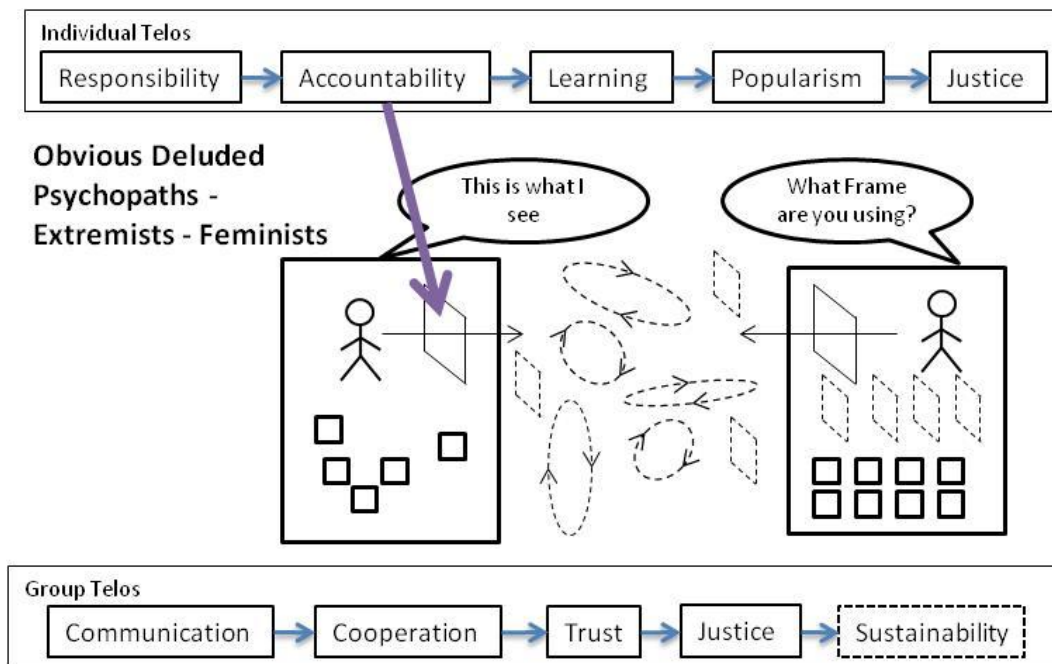 Individual Telos
Responsibility
Accountability
Learning
Popularism
Justice
Obvious Deluded
Psychopaths -
Extremists - Feminists
This is what I
see
What Frame
are you using?
Group Telos
Communication
Cooperation
Trust
Justice
Sustainability